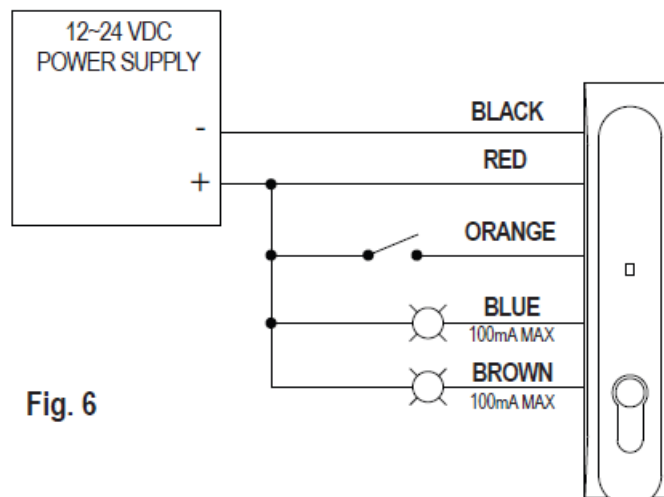 12~24 VDC
POWER SUPPLY
-
+
BLACK
RED
ORANGE
BLUE
100mA MAX
BROWN
100mA MAX
Fig. 6